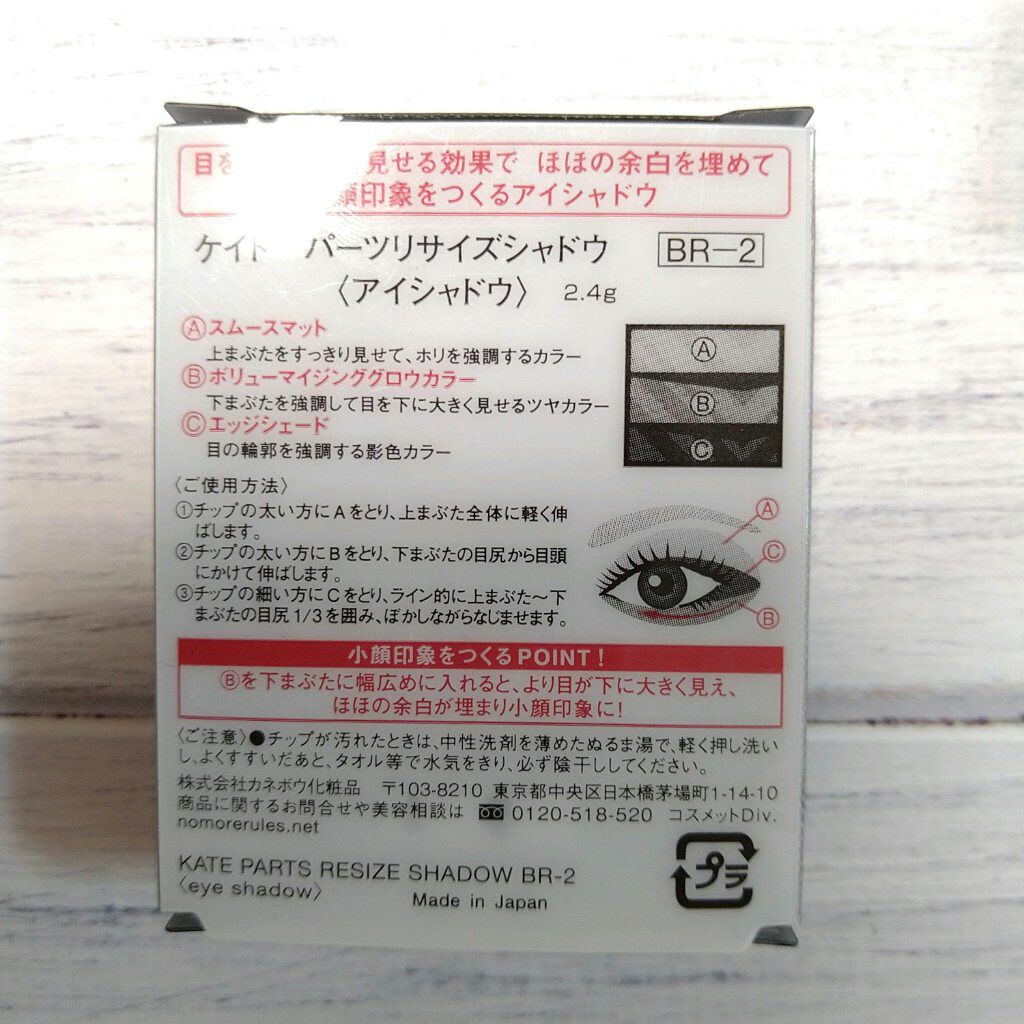 目を 見せる効果で ほほの余白を埋めて
顔印象をつくるアイシャドウ
ケイト パーツリサイズシャドウ BR-2
〈アイシャドウ〉 2.4g
Ⓐスムースマット
上まぶたをすっきり見せて、ホリを強調するカラー
Ⓑボリューマイジンググロウカラー
下まぶたを強調して目を下に大きく見せるツヤカラー
Ⓒエッジシェード
目の輪郭を強調する影色カラー
Ⓐ
Ⓑ
Ⓒ
〈ご使用方法〉
①チップの太い方にAをとり、上まぶた全体に軽く伸
ばします。
②チップの太い方にBをとり、下まぶたの目尻から目頭
にかけて伸ばします。
③チップの細い方にCをとり、ライン的に上まぶた～下
まぶたの目尻1/3を囲み、ぼかしながらなじませます。
Ⓐ
Ⓒ
Ⓑ
小顔印象をつくるPOINT!
Ⓑを下まぶたに幅広めに入れると、より目が下に大きく見え、
ほほの余白が埋まり小顔印象に!
〈ご注意〉●チップが汚れたときは、中性洗剤を薄めたぬるま湯で、軽く押し洗い
し、よくすすいだあと、タオル等で水気をきり、必ず陰干ししてください。
株式会社カネボウ化粧品 〒103-8210 東京都中央区日本橋茅場町1-14-10
商品に関するお問合せや美容相談は 0120-518-520 コスメットDiv.
nomorerules.net
KATE PARTS RESIZE SHADOW BR-2
〈eye shadow〉
Made in Japan
プラ